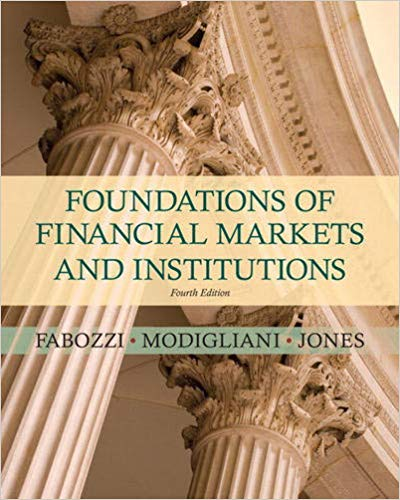 FOUNDATIONS OF
FINANCIAL MARKETS
AND INSTITUTIONS
Fourth Edition
FABOZZI • MODIGLIANI • JONES